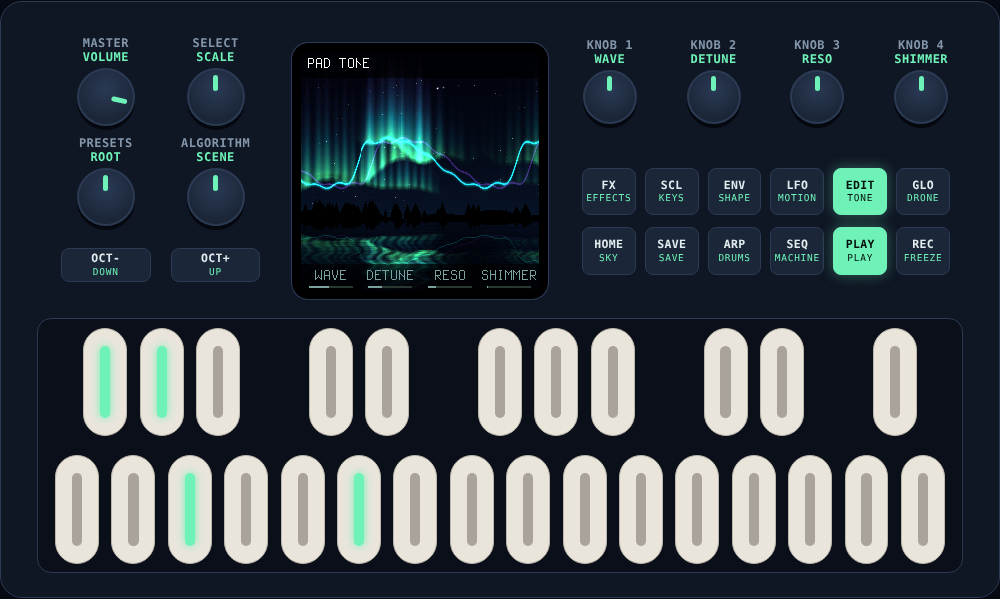 MASTER
VOLUME
SELECT
SCALE
PRESETS
ROOT
ALGORITHM
SCENE
OCT-
DOWN
OCT+
UP
PAD TONE
WAVE DETUNE RESO SHIMMER
KNOB 1
WAVE
KNOB 2
DETUNE
KNOB 3
RESO
KNOB 4
SHIMMER
FX
EFFECTS
SCL
KEYS
ENV
SHAPE
LFO
MOTION
EDIT
TONE
GLO
DRONE
HOME
SKY
SAVE
SAVE
ARP
DRUMS
SEQ
MACHINE
PLAY
PLAY
REC
FREEZE